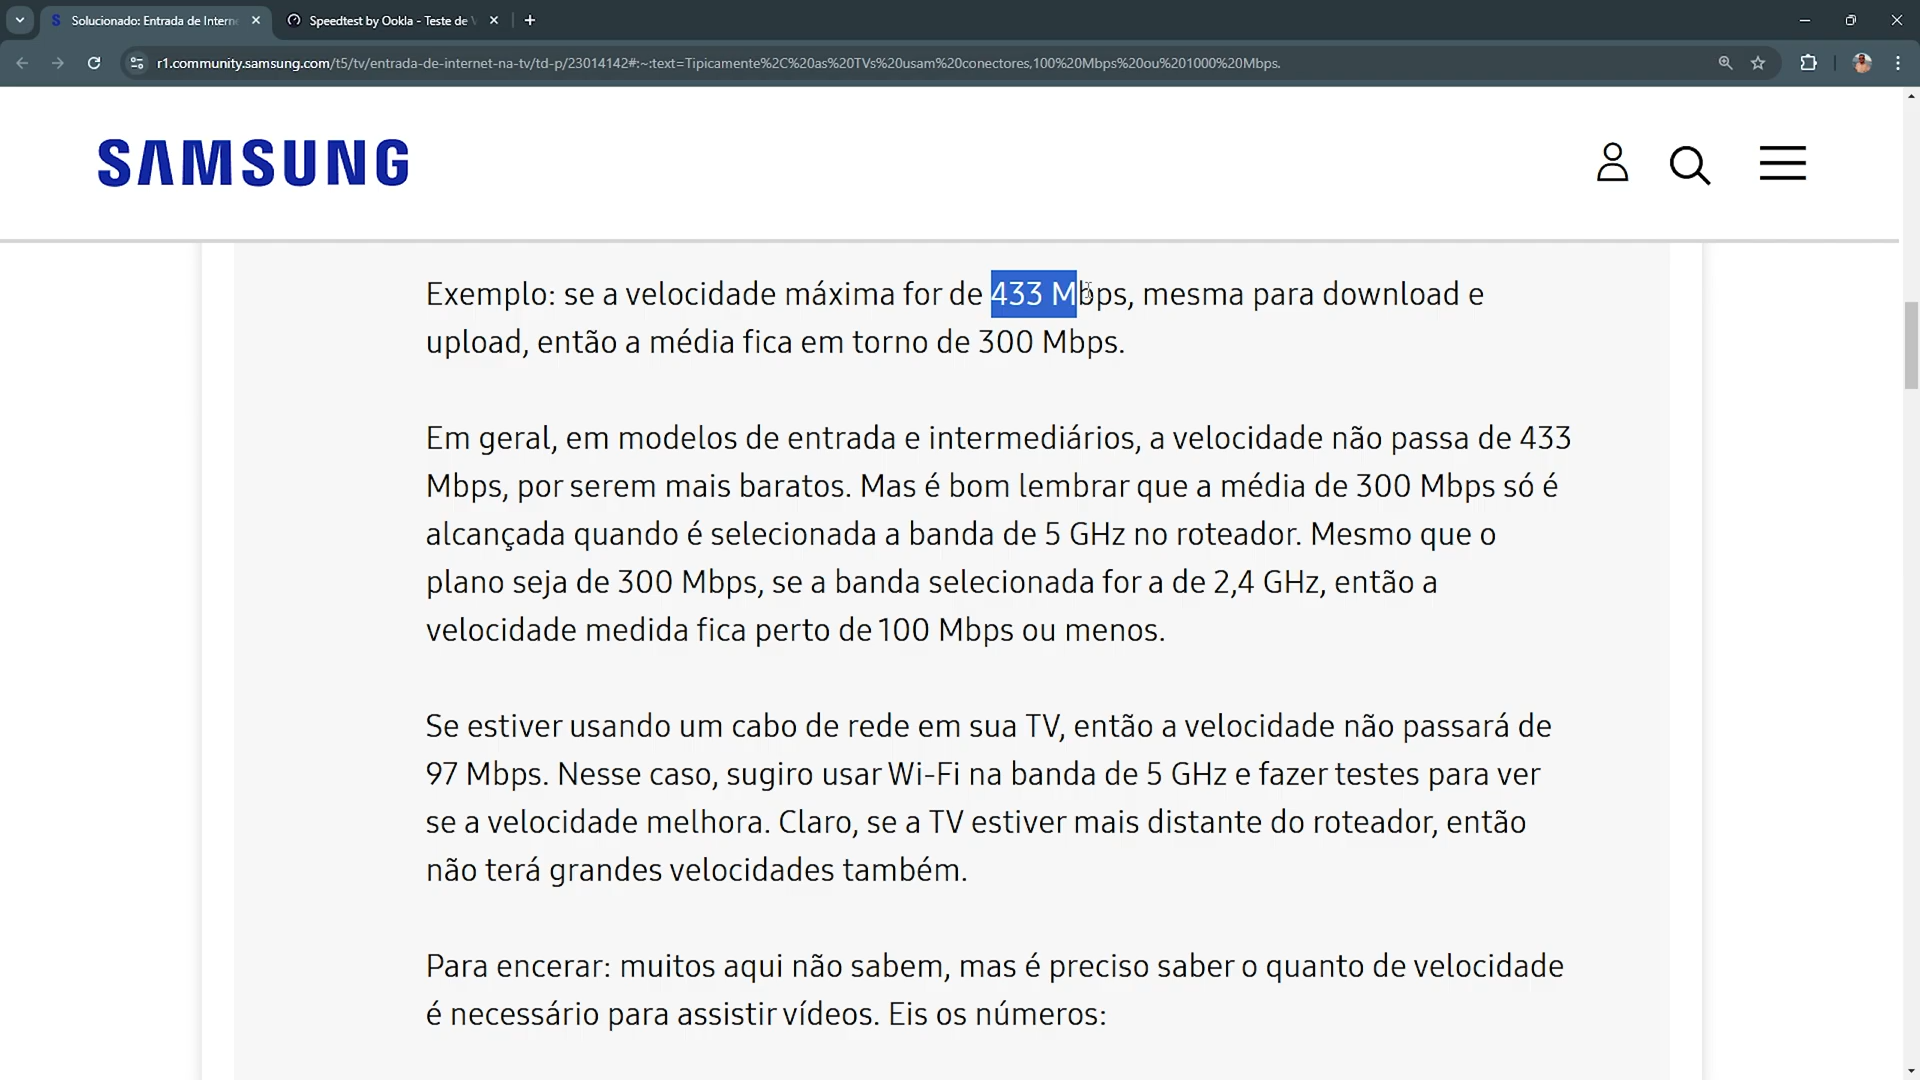 Solucionado: Entrada de Intern
Speedtest by Ookla - Teste de V
r1.community.samsung.com/t5/tv/entrada-de-internet-na-tv/td-p/23014142#:~:text=Tipicamente%2C%20as%20TVs%20usam%20conectores,100%20Mbps%20ou%201000%20Mbps.
SAMSUNG
Exemplo: se a velocidade máxima for de 433 Mbps, mesma para download e
upload, então a média fica em torno de 300 Mbps.
Em geral, em modelos de entrada e intermediários, a velocidade não passa de 433
Mbps, por serem mais baratos. Mas é bom lembrar que a média de 300 Mbps só é
alcançada quando é selecionada a banda de 5 GHz no roteador. Mesmo que o
plano seja de 300 Mbps, se a banda selecionada for a de 2,4 GHz, então a
velocidade medida fica perto de 100 Mbps ou menos.
Se estiver usando um cabo de rede em sua TV, então a velocidade não passará de
97 Mbps. Nesse caso, sugiro usar Wi-Fi na banda de 5 GHz e fazer testes para ver
se a velocidade melhora. Claro, se a TV estiver mais distante do roteador, então
não terá grandes velocidades também.
Para encerar: muitos aqui não sabem, mas é preciso saber o quanto de velocidade
é necessário para assistir vídeos. Eis os números: